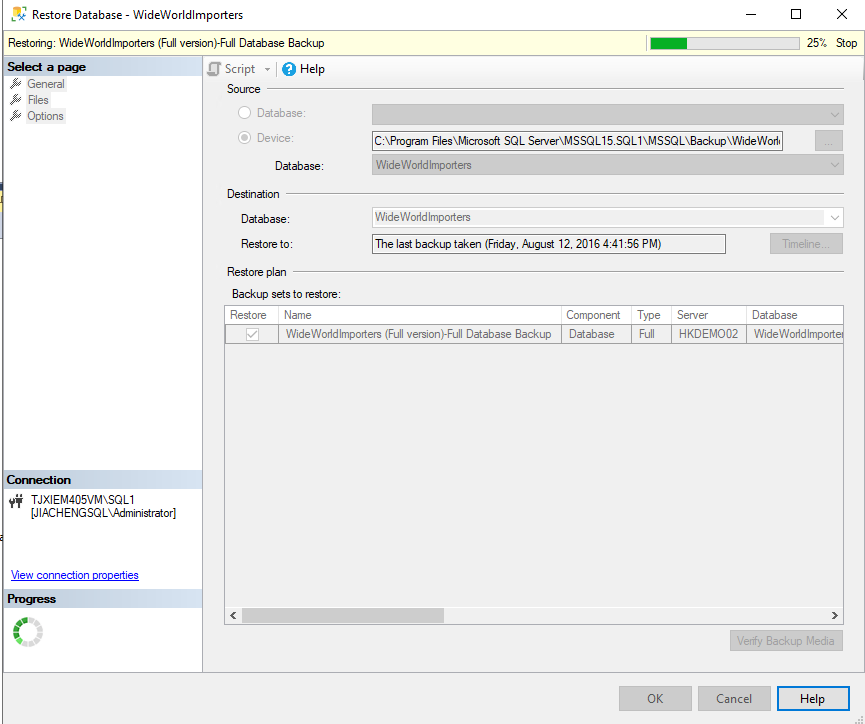 Restore Database - WideWorldImporters
Restoring: WideWorldImporters (Full version)-Full Database Backup
25% Stop
Select a page
General
Files
Options
Script
Help
Source
Database:
Device:
C:\Program Files\Microsoft SQL Server\MSSQL15.SQL1\MSSQL\Backup\WideWorl
...
Database:
WideWorldImporters
Destination
Database:
WideWorldImporters
Restore to:
The last backup taken (Friday, August 12, 2016 4:41:56 PM)
Timeline...
Restore plan
Backup sets to restore:
Restore Name Component Type Server Database
WideWorldImporters (Full version)-Full Database Backup Database Full HKDEMO02 WideWorldImporter
Connection
TJXIEM405VM\SQL1
[JIACHENGSQL\Administrator]
View connection properties
Progress
Verify Backup Media
OK
Cancel
Help